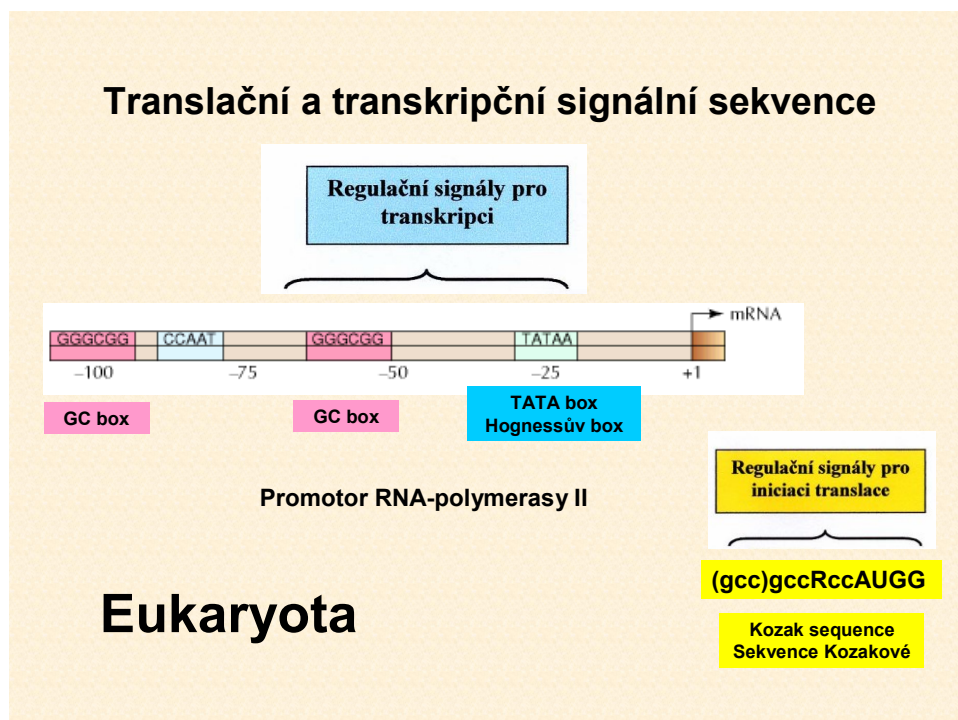 Translační a transkripční signální sekvence
Regulační signály pro
transkripci
mRNA
GGGCGG CCAAT GGGCGG TATAA
–100 –75 –50 –25 +1
GC box GC box TATA box
Hognessův box
Regulační signály pro
iniciaci translace
Promotor RNA-polymerasy II
(gcc)gccRccAUGG
Eukaryota
Kozak sequence
Sekvence Kozakové